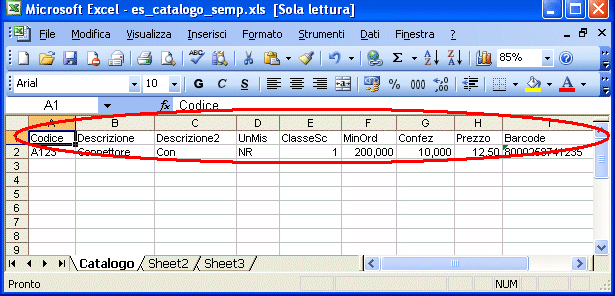 Microsoft Excel - es_catalogo_semp.xls [Sola lettura]
File Modifica Visualizza Inserisci Formato Strumenti Dati Finestra ?
85%
Arial 10 G C S % 000
A1 fx Codice
A B C D E F G H I
1 Codice Descrizione Descrizione2 UnMis ClasseSc MinOrd Confez Prezzo Barcode
2 A123 Connettore Con NR 1 200,000 10,000 12,50 8000253741235
3
4
5
6
7
8
9
Catalogo Sheet2 Sheet3
Pronto NUM